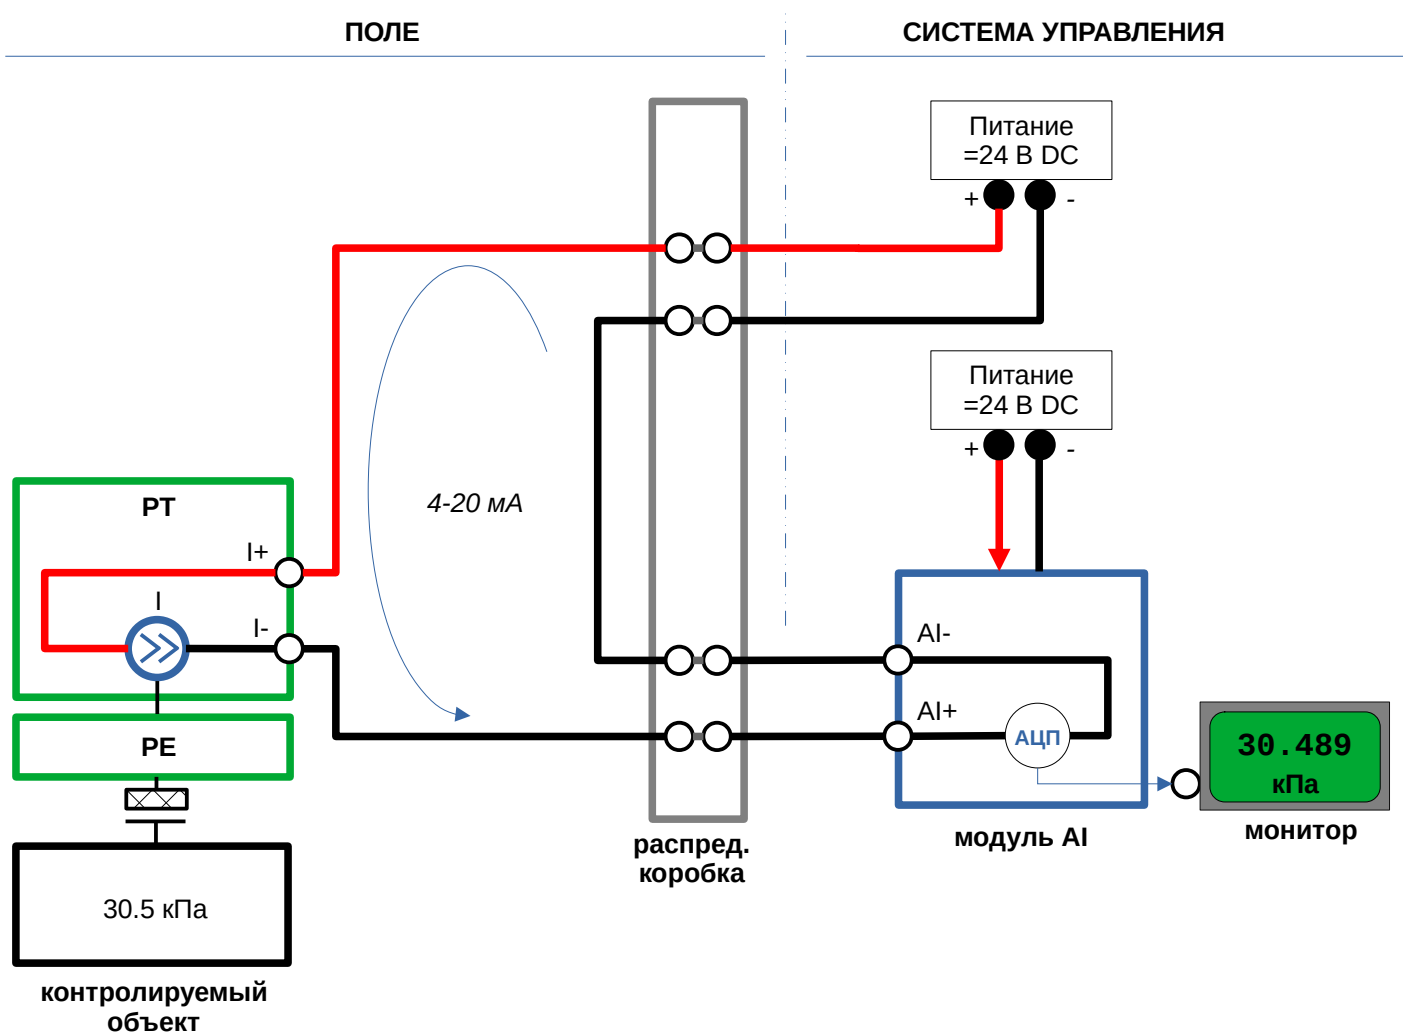 ПОЛЕ
СИСТЕМА УПРАВЛЕНИЯ
Питание
=24 В DC
+ -
Питание
=24 В DC
+ -
4-20 мА
PT
I+
I
I-
PE
30.5 кПа
контролируемый
объект
распред.
коробка
AI-
AI+
АЦП
модуль AI
30.489
кПа
монитор